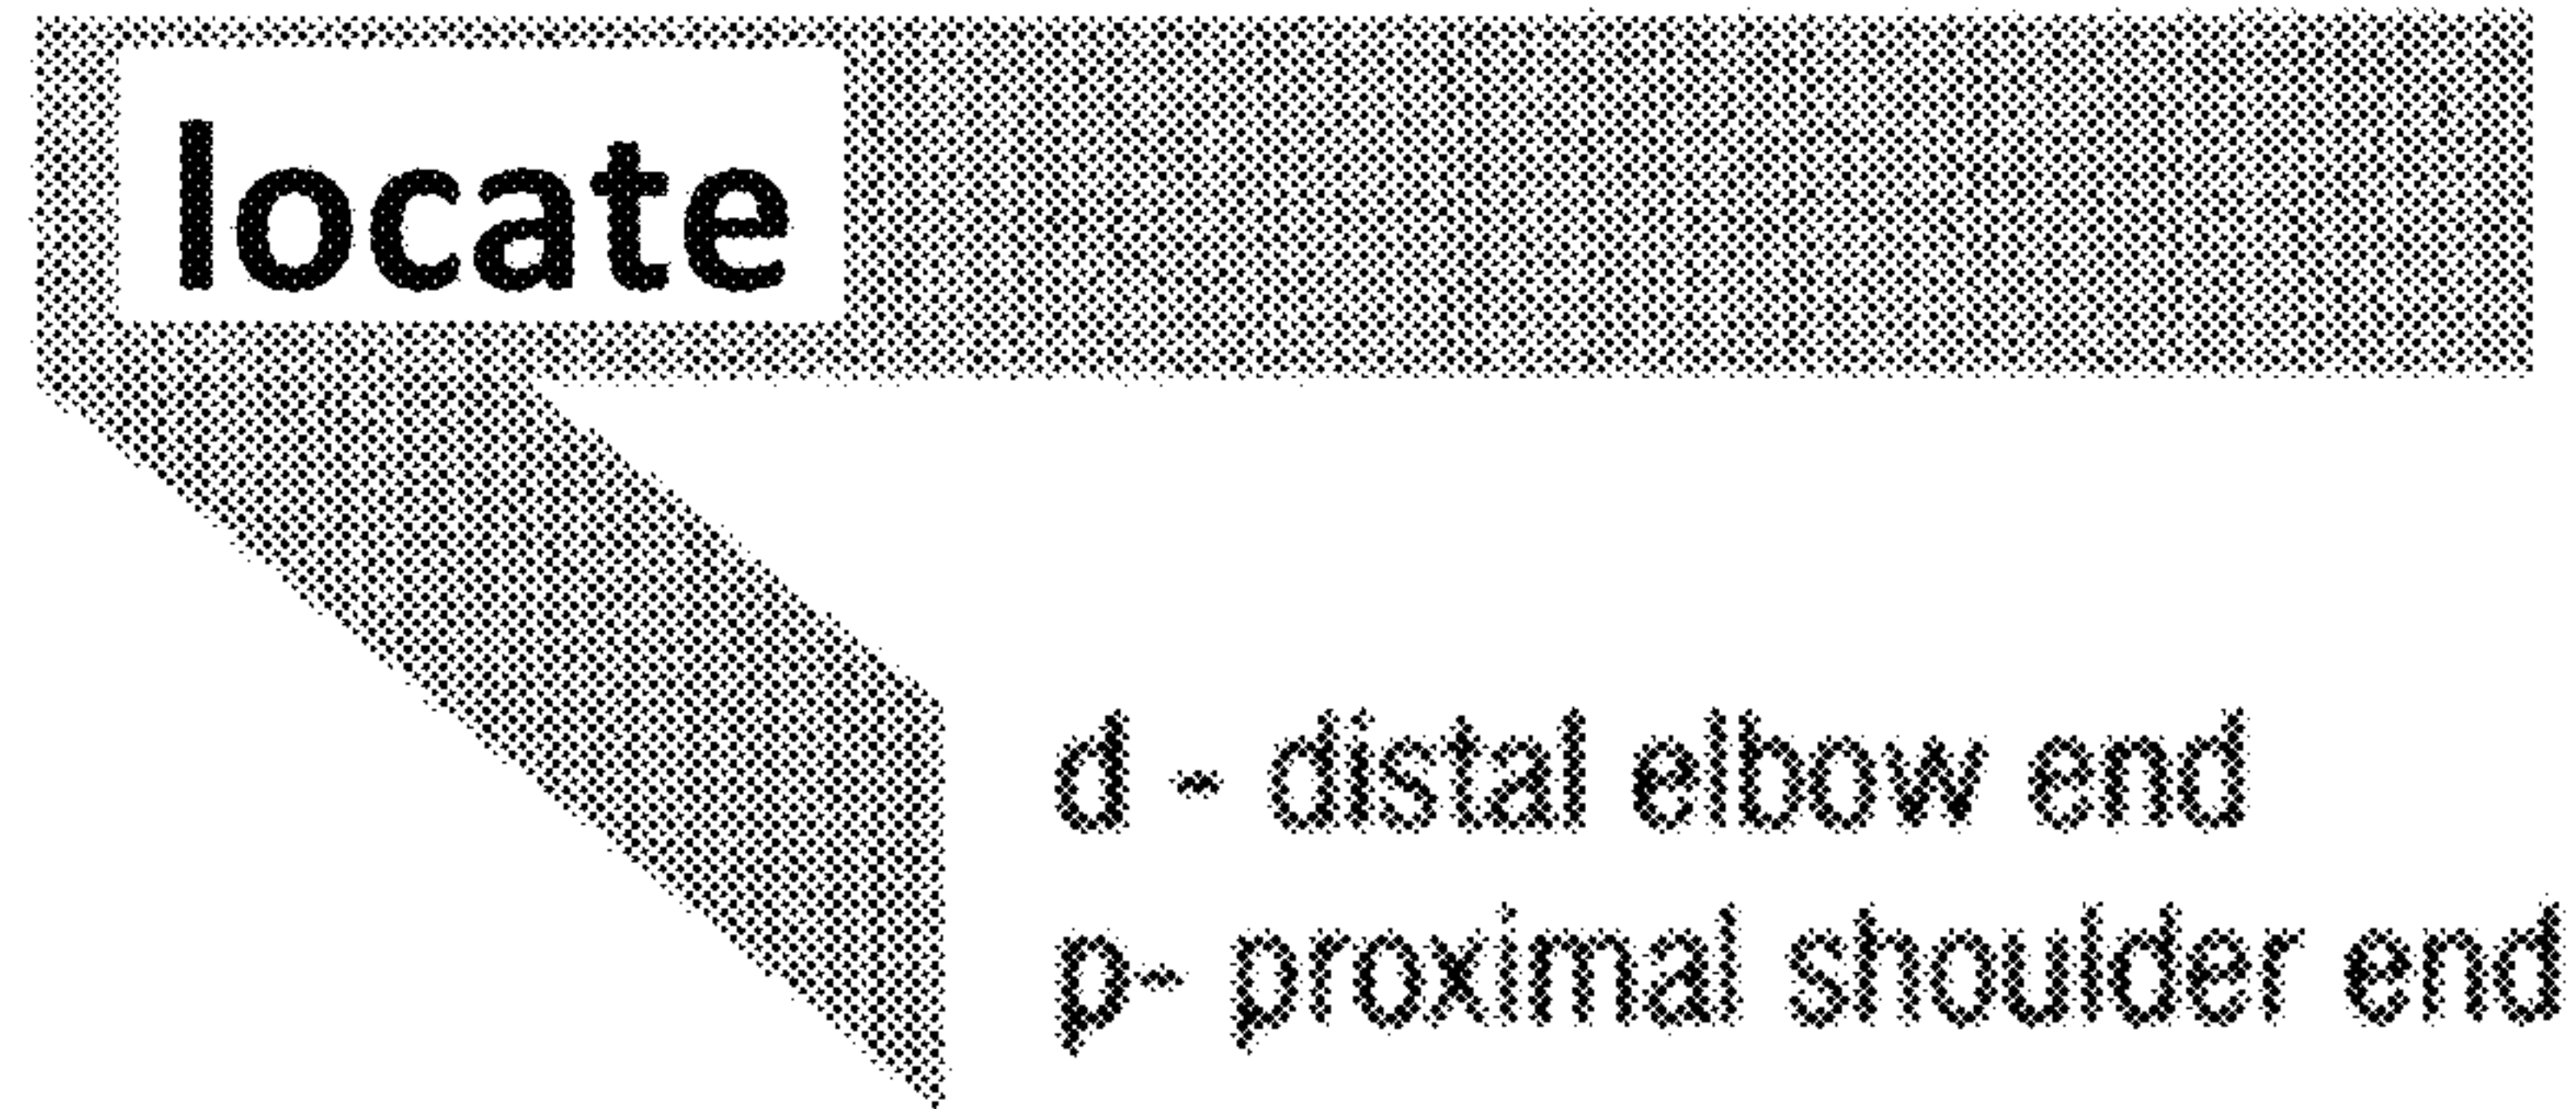 locate
d - distal elbow end
p- proximal shoulder end